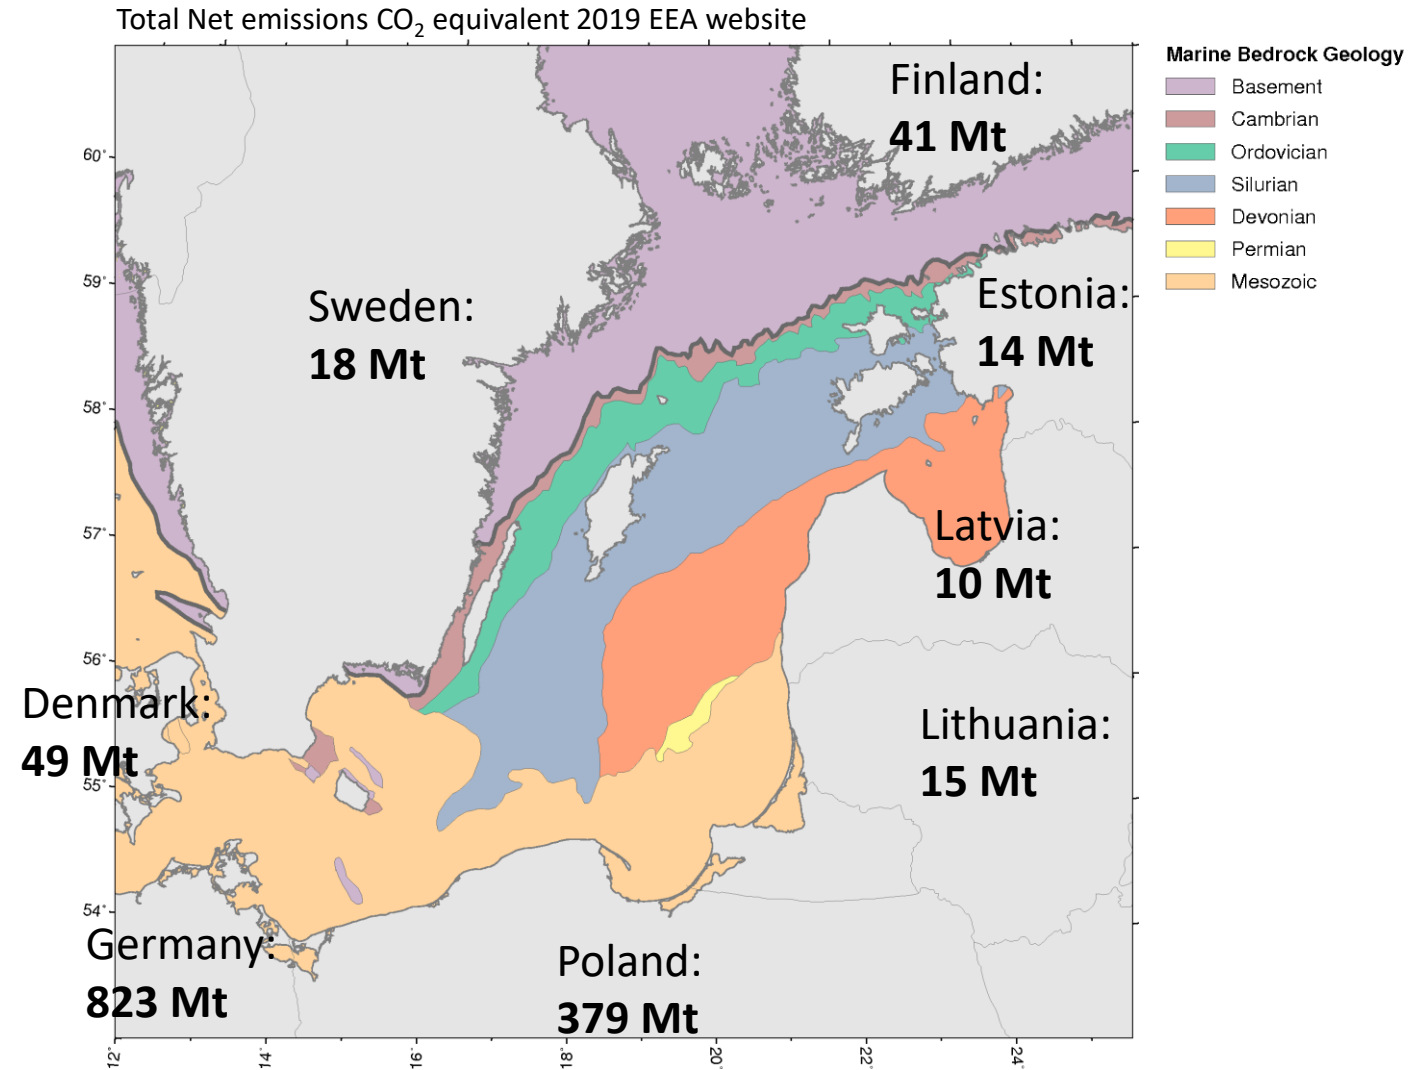 Total Net emissions CO₂ equivalent 2019 EEA website
Marine Bedrock Geology
Basement
Cambrian
Ordovician
Silurian
Devonian
Permian
Mesozoic
Finland:
41 Mt
Sweden:
18 Mt
Estonia:
14 Mt
Latvia:
10 Mt
Denmark:
49 Mt
Lithuania:
15 Mt
Germany:
823 Mt
Poland:
379 Mt
60°
59°
58°
57°
56°
55°
54°
12°
14°
16°
18°
20°
22°
24°